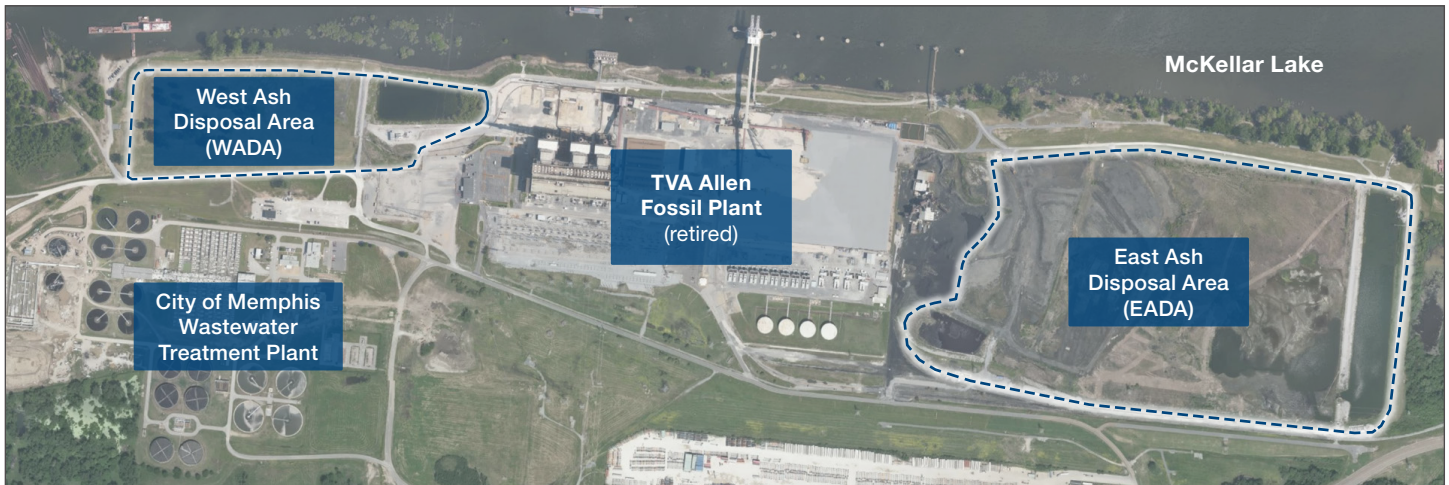 McKellar Lake
West Ash
Disposal Area
(WADA)
TVA Allen
Fossil Plant
(retired)
East Ash
Disposal Area
(EADA)
City of Memphis
Wastewater
Treatment Plant